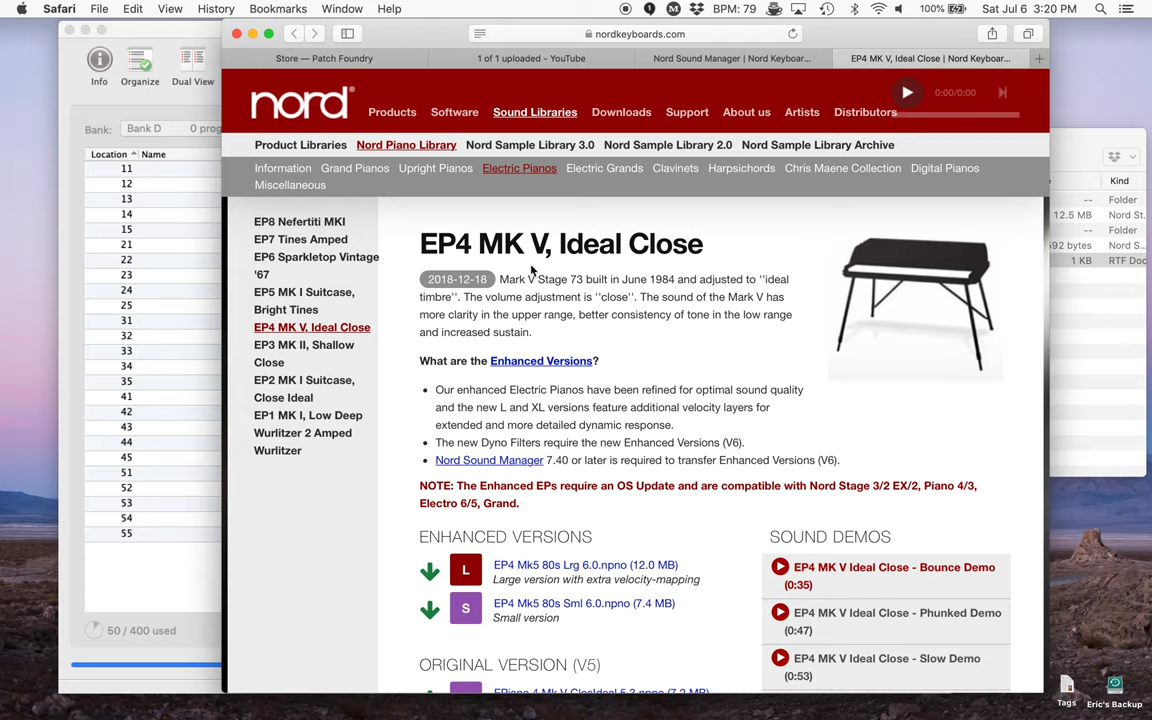 Safari File Edit View History Bookmarks Window Help
BPM: 79 100% Sat Jul 6 3:20 PM
nordkeyboards.com
Info Organize Dual View
Store — Patch Foundry
1 of 1 uploaded - YouTube
Nord Sound Manager | Nord Keyboar...
EP4 MK V, Ideal Close | Nord Keyboar...
nord®
Products Software Sound Libraries Downloads Support About us Artists Distributors
0:00/0:00
Product Libraries Nord Piano Library Nord Sample Library 3.0 Nord Sample Library 2.0 Nord Sample Library Archive
Information Grand Pianos Upright Pianos Electric Pianos Electric Grands Clavinets Harpsichords Chris Maene Collection Digital Pianos
Miscellaneous
Bank: Bank D 0 prog
Location Name
11
12
13
14
15
21
22
23
24
25
31
32
33
34
35
41
42
43
44
45
51
52
53
54
55
50 / 400 used
EP8 Nefertiti MKI
EP7 Tines Amped
EP6 Sparkletop Vintage
'67
EP5 MK I Suitcase,
Bright Tines
EP4 MK V, Ideal Close
EP3 MK II, Shallow
Close
EP2 MK I Suitcase,
Close Ideal
EP1 MK I, Low Deep
Wurlitzer 2 Amped
Wurlitzer
EP4 MK V, Ideal Close
2018-12-18 Mark V Stage 73 built in June 1984 and adjusted to ''ideal
timbre''. The volume adjustment is ''close''. The sound of the Mark V has
more clarity in the upper range, better consistency of tone in the low range
and increased sustain.
What are the Enhanced Versions?
• Our enhanced Electric Pianos have been refined for optimal sound quality
and the new L and XL versions feature additional velocity layers for
extended and more detailed dynamic response.
• The new Dyno Filters require the new Enhanced Versions (V6).
• Nord Sound Manager 7.40 or later is required to transfer Enhanced Versions (V6).
NOTE: The Enhanced EPs require an OS Update and are compatible with Nord Stage 3/2 EX/2, Piano 4/3,
Electro 6/5, Grand.
ENHANCED VERSIONS
L EP4 Mk5 80s Lrg 6.0.npno (12.0 MB)
Large version with extra velocity-mapping
S EP4 Mk5 80s Sml 6.0.npno (7.4 MB)
Small version
ORIGINAL VERSION (V5)
EPiano 4 Mk V ClosIdeal 5.3.npno (7.2 MB)
SOUND DEMOS
EP4 MK V Ideal Close - Bounce Demo
(0:35)
EP4 MK V Ideal Close - Phunked Demo
(0:47)
EP4 MK V Ideal Close - Slow Demo
(0:53)
Kind
-- Folder
12.5 MB Nord St...
-- Folder
592 bytes Nord S...
1 KB RTF Doc
Tags
Eric's Backup